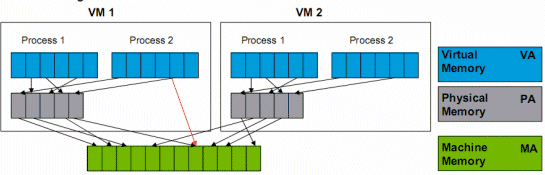 VM 1 VM 2
Process 1 Process 2 Process 1 Process 2
Virtual VA
Memory
Physical PA
Memory
Machine MA
Memory